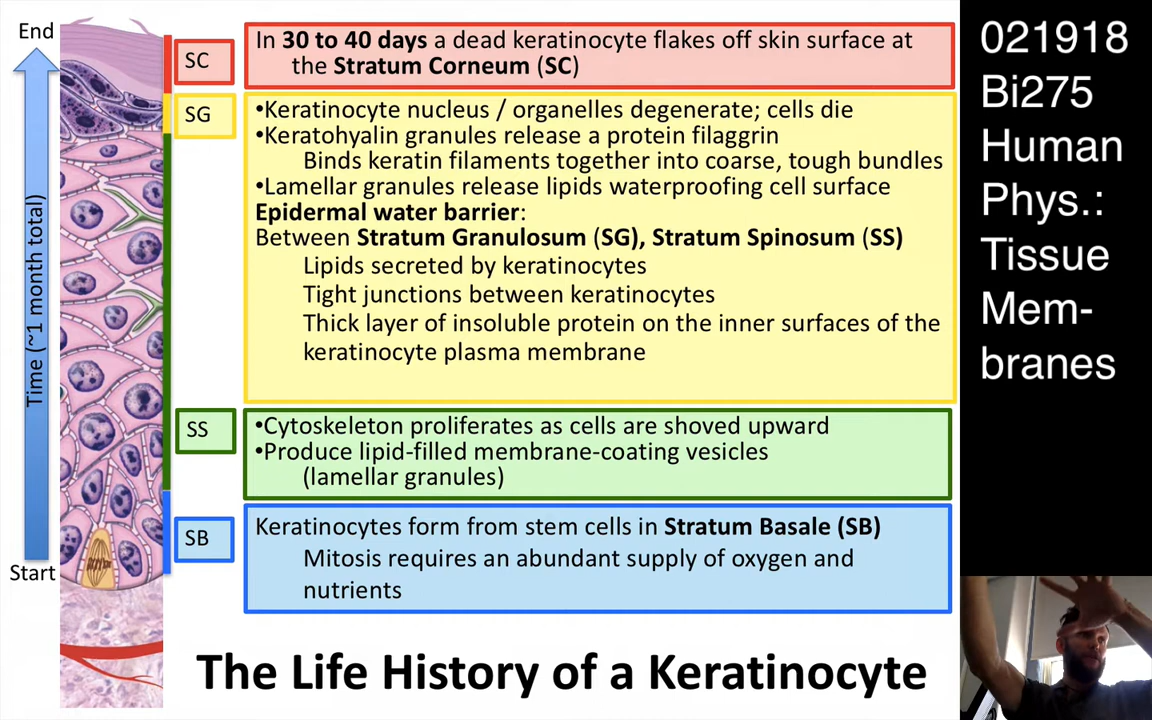 End
SC
In 30 to 40 days a dead keratinocyte flakes off skin surface at
the Stratum Corneum (SC)
SG
•Keratinocyte nucleus / organelles degenerate; cells die
•Keratohyalin granules release a protein filaggrin
Binds keratin filaments together into coarse, tough bundles
•Lamellar granules release lipids waterproofing cell surface
Epidermal water barrier:
Between Stratum Granulosum (SG), Stratum Spinosum (SS)
Lipids secreted by keratinocytes
Tight junctions between keratinocytes
Thick layer of insoluble protein on the inner surfaces of the
keratinocyte plasma membrane
SS
•Cytoskeleton proliferates as cells are shoved upward
•Produce lipid-filled membrane-coating vesicles
(lamellar granules)
SB
Keratinocytes form from stem cells in Stratum Basale (SB)
Mitosis requires an abundant supply of oxygen and
nutrients
Time (~1 month total)
Start
The Life History of a Keratinocyte
021918
Bi275
Human
Phys.:
Tissue
Mem-
branes